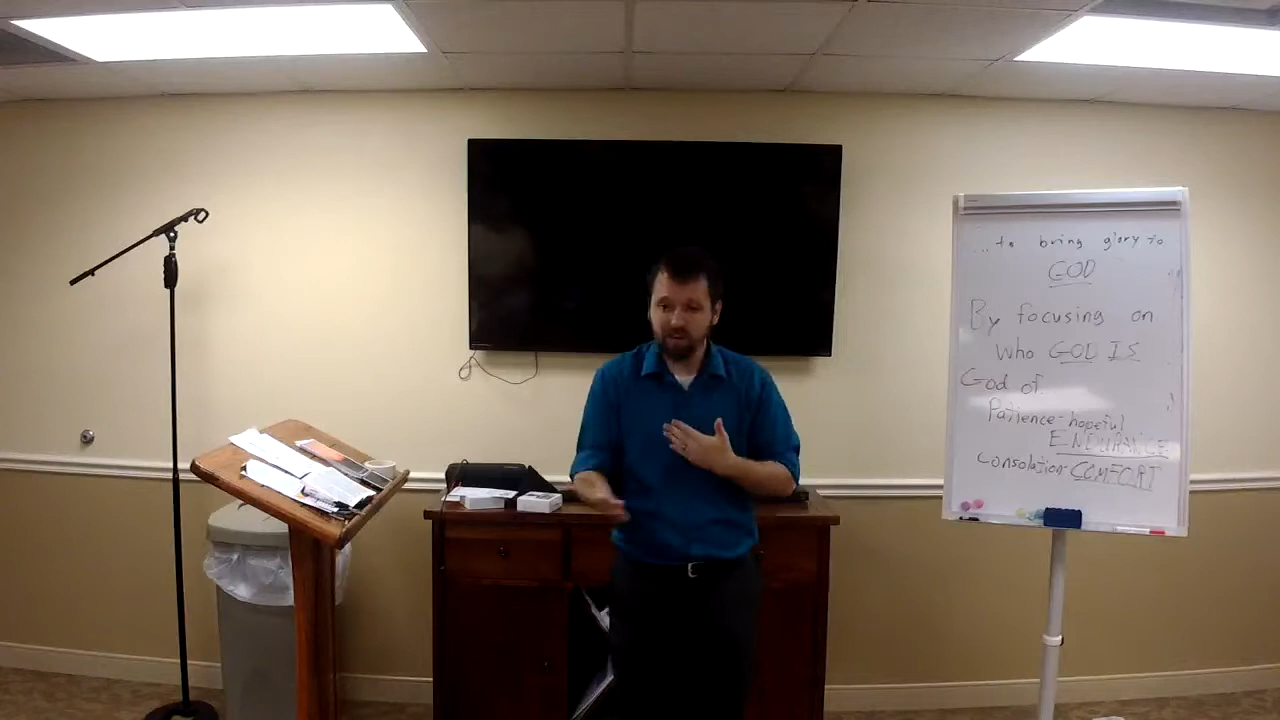 ...to bring glory to
GOD
By focusing on
who GOD IS
God of...
Patience-hopeful
ENDURANCE
Consolation-COMFORT